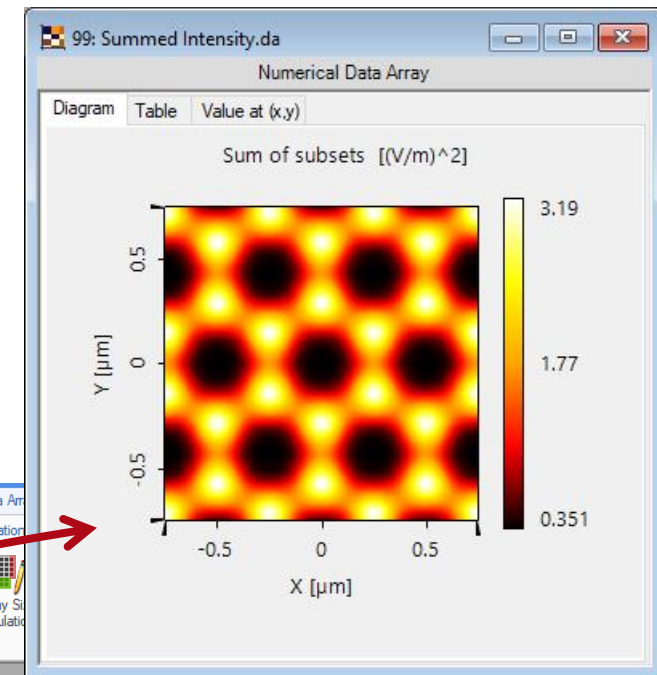 99: Summed Intensity.da
Numerical Data Array
Diagram Table Value at (x,y)
Sum of subsets [(V/m)^2]
3.19
1.77
0.351
0.5
0
-0.5
Y [µm]
-0.5 0 0.5
X [µm]